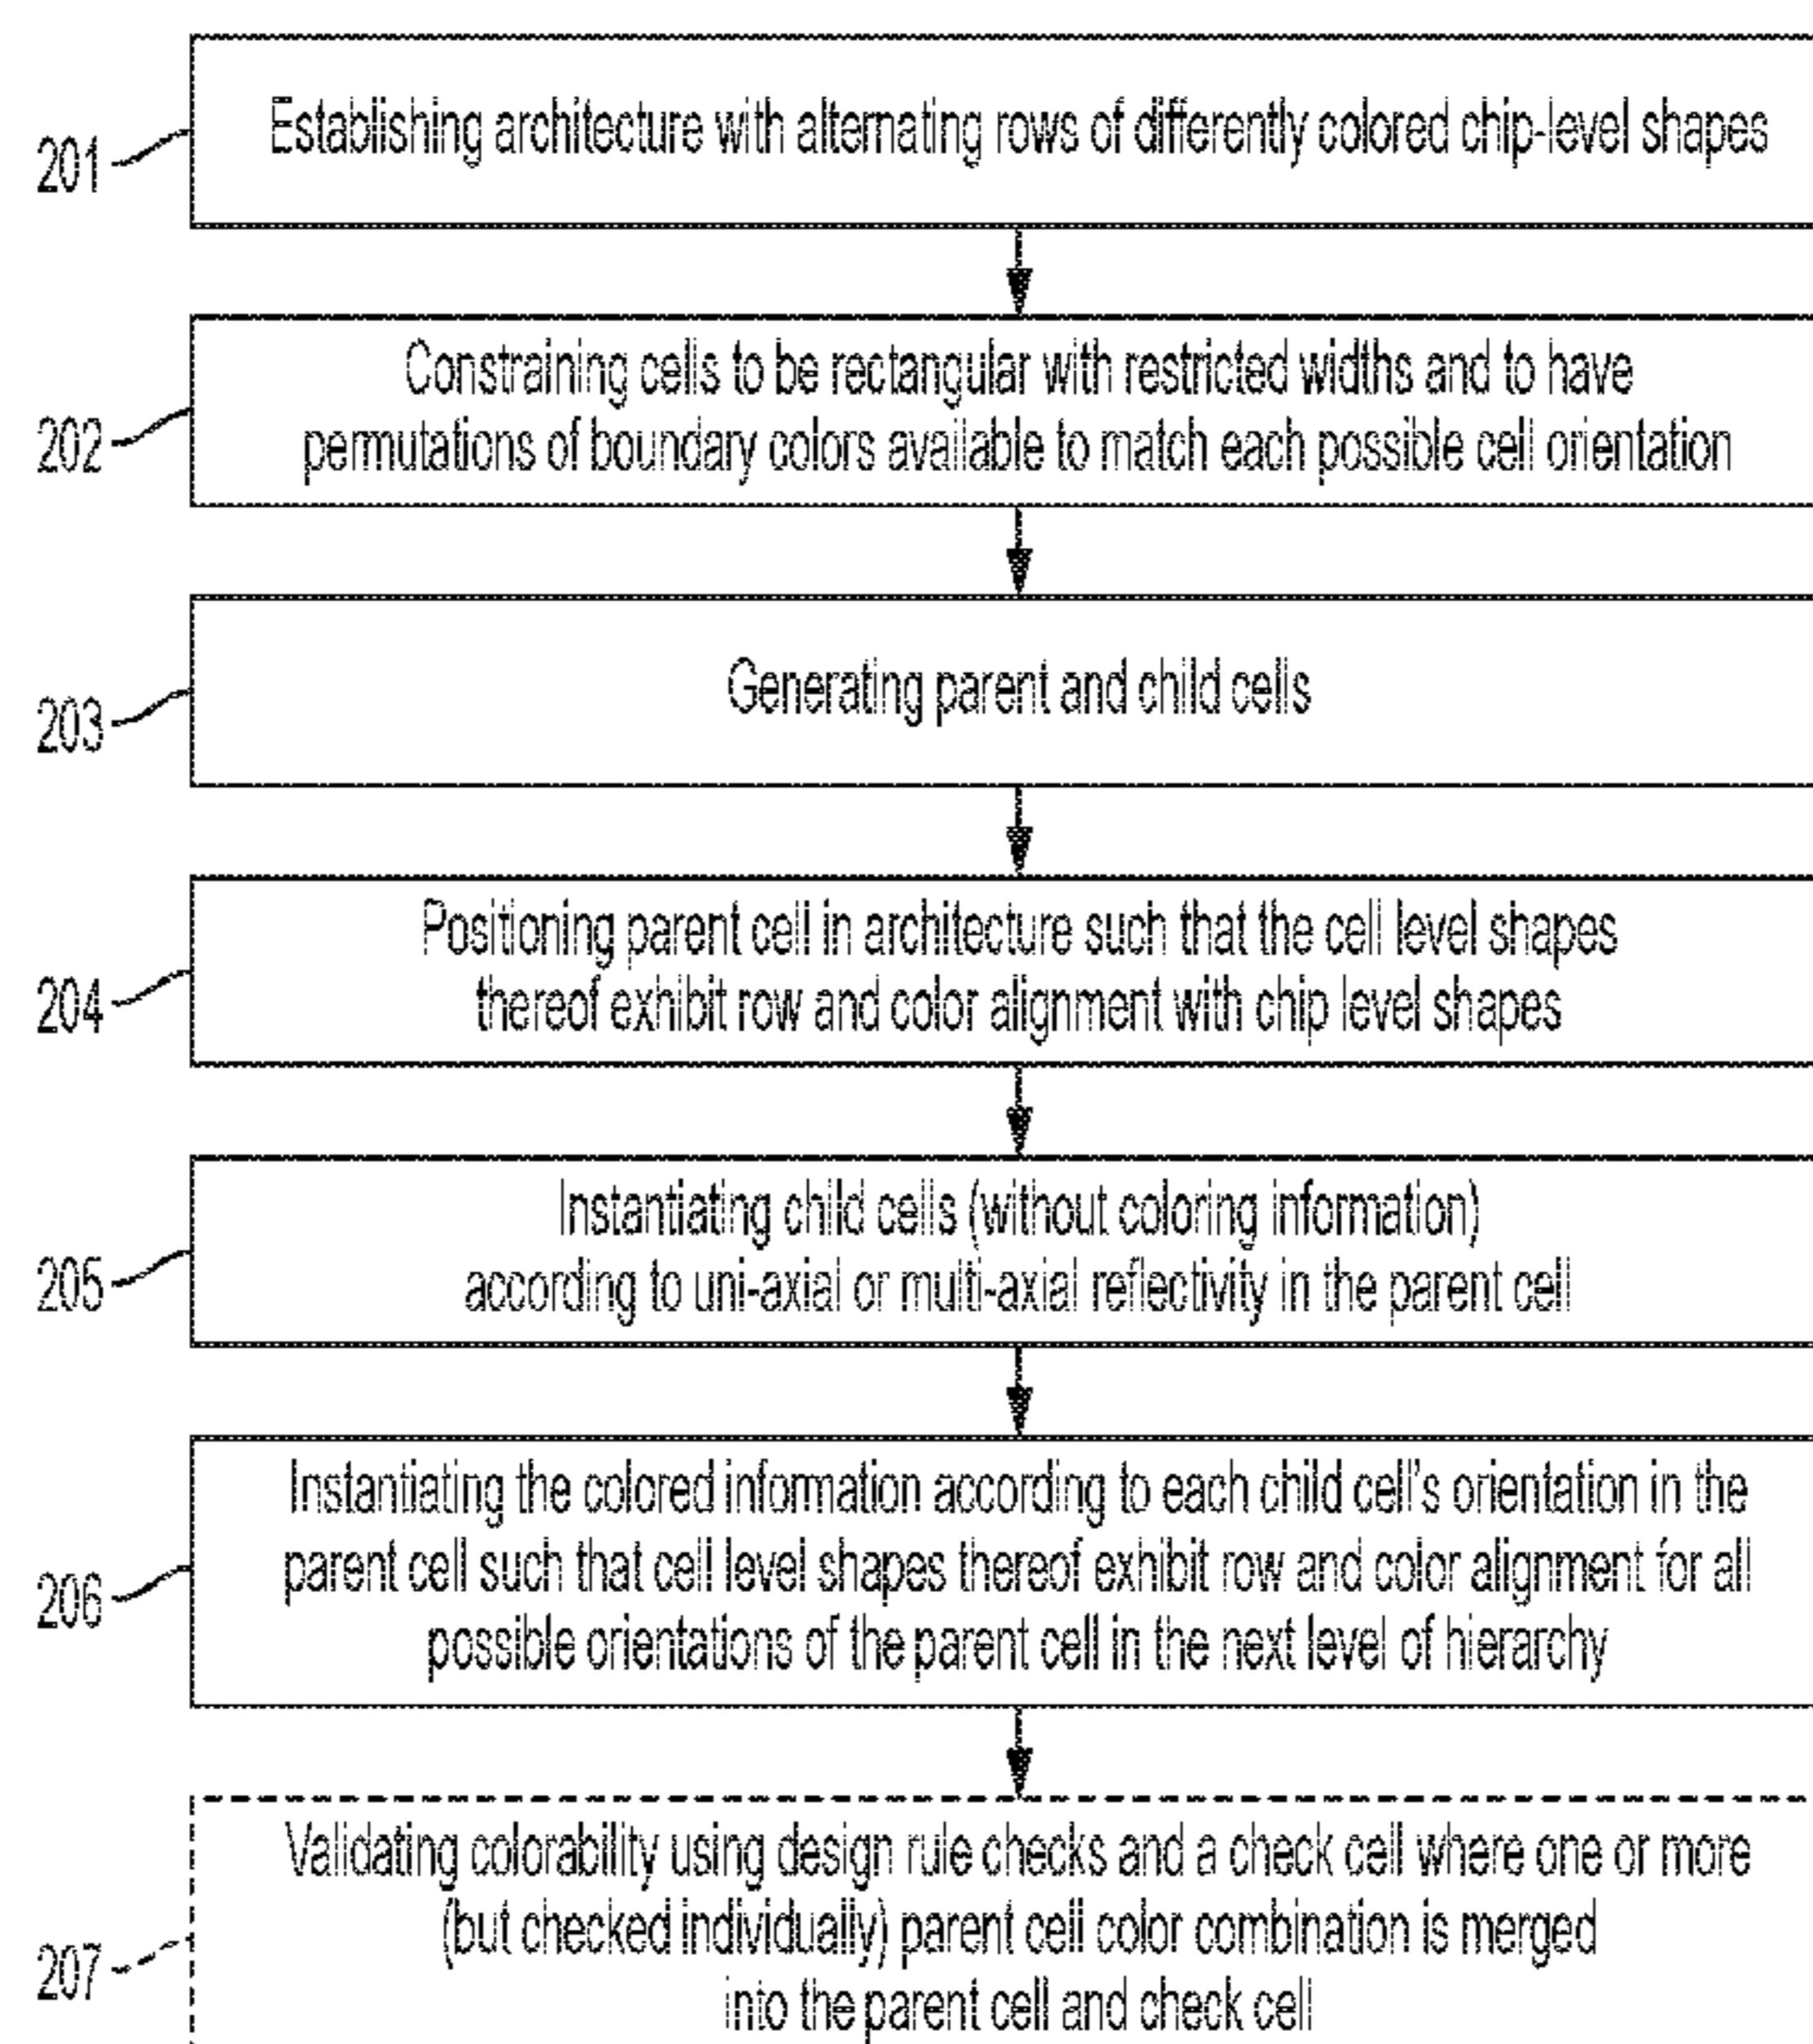 201
Establishing architecture with alternating rows of differently colored chip-level shapes
202
Constraining cells to be rectangular with restricted widths and to have
permutations of boundary colors available to match each possible cell orientation
203
Generating parent and child cells
204
Positioning parent cell in architecture such that the cell level shapes
thereof exhibit row and color alignment with chip level shapes
205
Instantiating child cells (without coloring information)
according to uni-axial or multi-axial reflectivity in the parent cell
206
Instantiating the colored information according to each child cell's orientation in the
parent cell such that cell level shapes thereof exhibit row and color alignment for all
possible orientations of the parent cell in the next level of hierarchy
207
Validating colorability using design rule checks and a check cell where one or more
(but checked individually) parent cell color combination is merged
into the parent cell and check cell